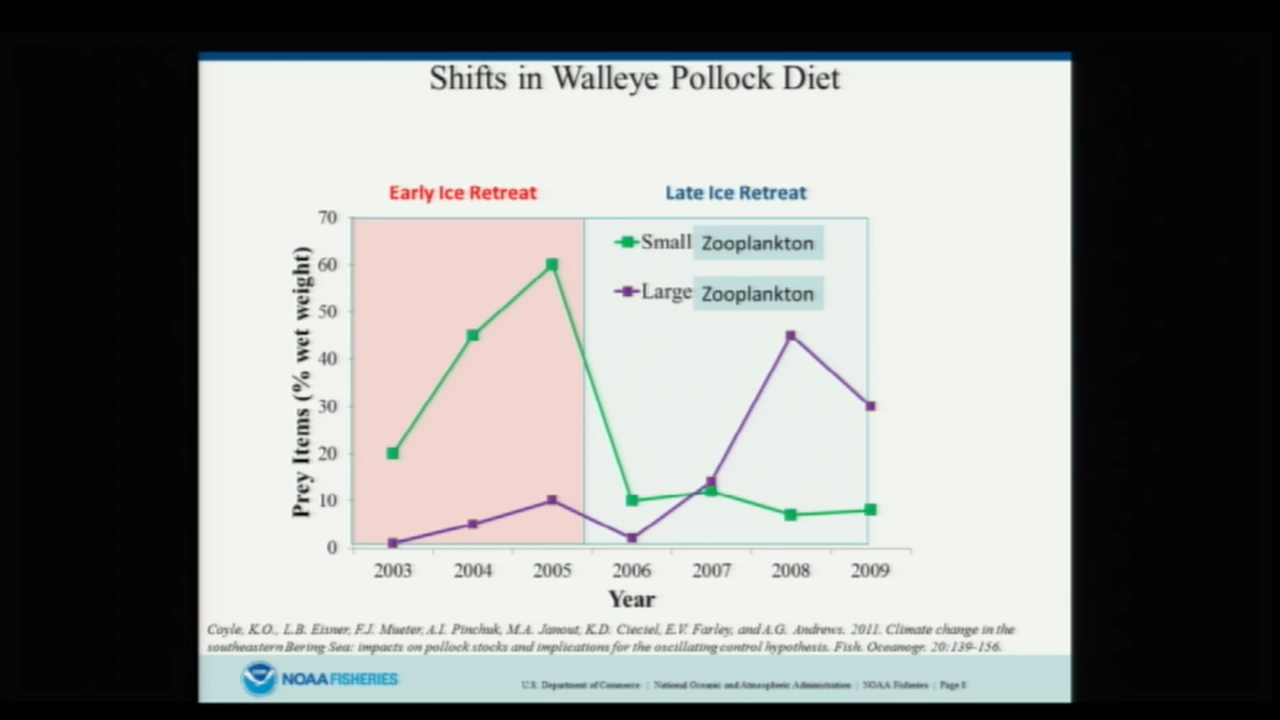 Shifts in Walleye Pollock Diet
Early Ice Retreat
Late Ice Retreat
Small Zooplankton
Large Zooplankton
Prey Items (% wet weight)
70
60
50
40
30
20
10
0
2003 2004 2005 2006 2007 2008 2009
Year
Coyle, K.O., L.B. Eisner, F.J. Mueter, A.I. Pinchuk, M.A. Janout, K.D. Cieciel, E.V. Farley, and A.G. Andrews. 2011. Climate change in the
southeastern Bering Sea: impacts on pollock stocks and implications for the oscillating control hypothesis. Fish. Oceanogr. 20:139-156.
NOAA FISHERIES
U.S. Department of Commerce | National Oceanic and Atmospheric Administration | NOAA Fisheries | Page 8